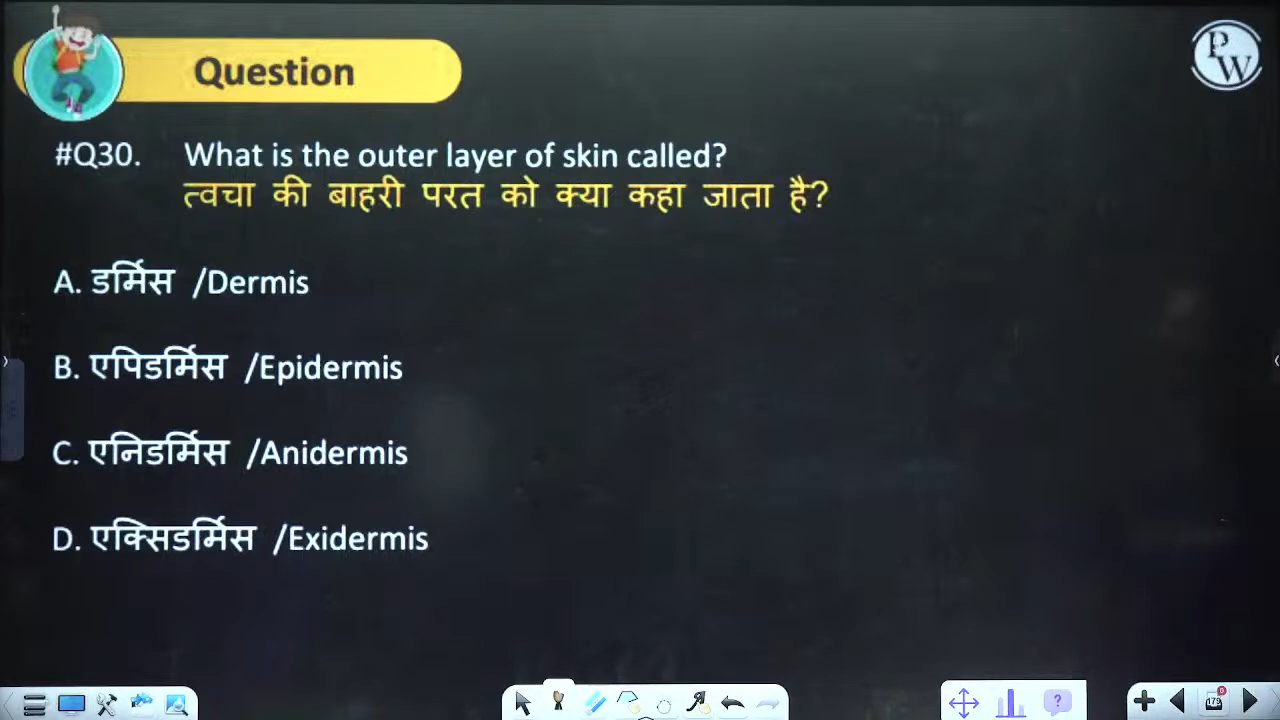 Question
PW
#Q30. What is the outer layer of skin called?
त्वचा की बाहरी परत को क्या कहा जाता है?
A. डर्मिस /Dermis
B. एपिडर्मिस /Epidermis
C. एनिडर्मिस /Anidermis
D. एक्सिडर्मिस /Exidermis